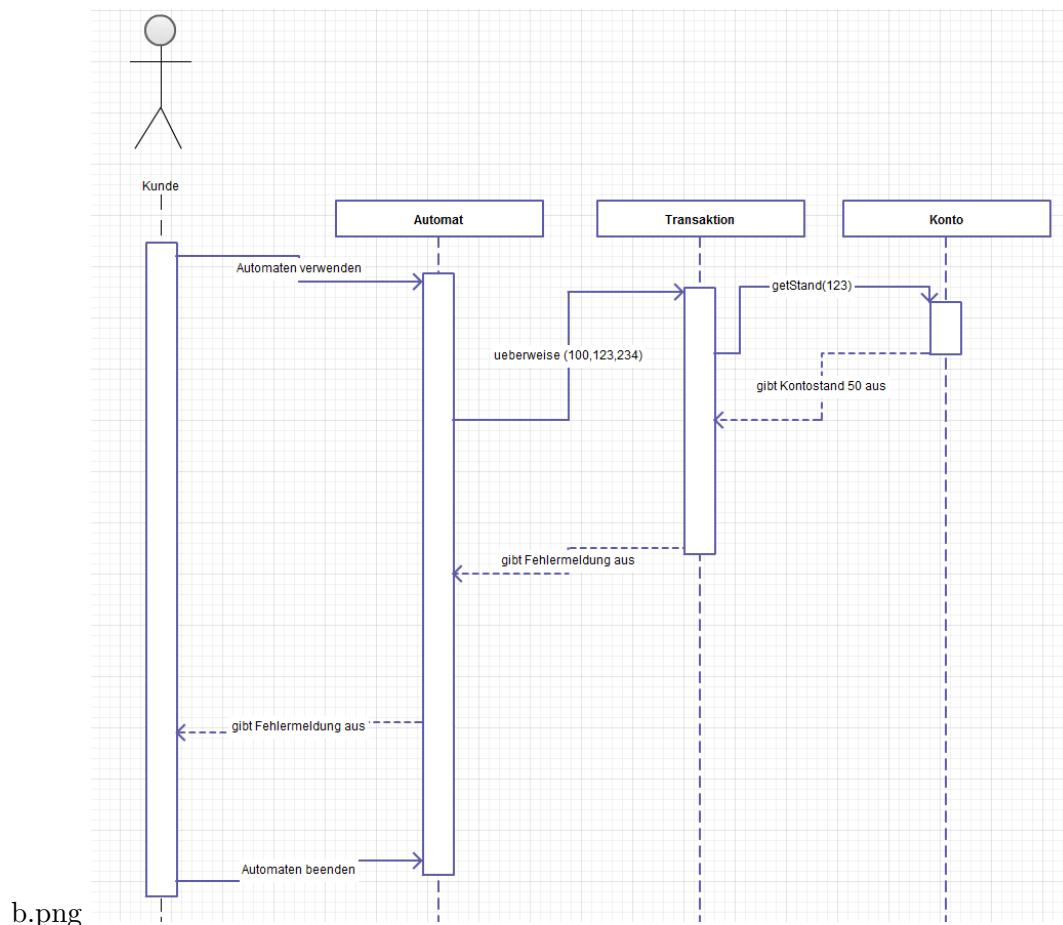 Kunde
Automat
Transaktion
Konto
Automaten verwenden
getStand(123)
ueberweise (100,123,234)
gibt Kontostand 50 aus
gibt Fehlermeldung aus
gibt Fehlermeldung aus
Automaten beenden
b.png